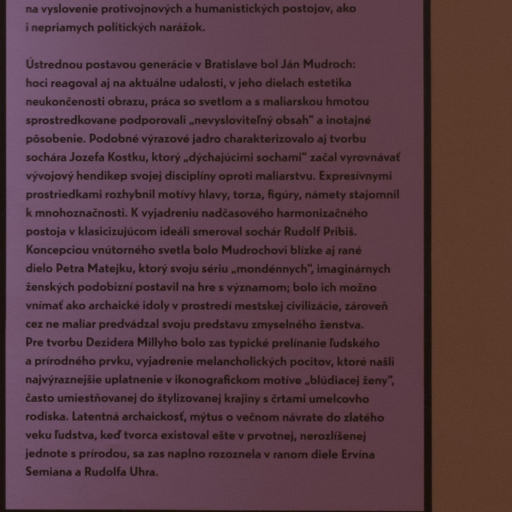 na vyslovenie protivojnových a humanistických postojov, ako
i nepriamych politických narážok.
Ústrednou postavou generácie v Bratislave bol Ján Mudroch:
hoci reagoval aj na aktuálne udalosti, v jeho dielach estetika
neukončenosti obrazu, práca so svetlom a s maliarskou hmotou
sprostredkovane podporovali „nevysloviteľný obsah" a inotajné
pôsobenie. Podobné výrazové jadro charakterizovalo aj tvorbu
sochára Jozefa Kostku, ktorý „dýchajúcimi sochami" začal vyrovnávať
vývojový hendikep svojej disciplíny oproti maliarstvu. Expresívnymi
prostriedkami rozhybnil motívy hlavy, torza, figúry, námety stajomnil
k mnohoznačnosti. K vyjadreniu nadčasového harmonizačného
postoja v klasicizujúcom ideáli smeroval sochár Rudolf Pribiš.
Koncepciou vnútorného svetla bolo Mudrochovi blízke aj rané
dielo Petra Matejku, ktorý svoju sériu „mondénnych", imaginárnych
ženských podobizní postavil na hre s významom; bolo ich možno
vnímať ako archaické idoly v prostredí mestskej civilizácie, zároveň
cez ne maliar predvádzal svoju predstavu zmyselného ženstva.
Pre tvorbu Dezidera Millyho bolo zas typické prelínanie ľudského
a prírodného prvku, vyjadrenie melancholických pocitov, ktoré našli
najvýraznejšie uplatnenie v ikonografickom motíve „blúdiacej ženy",
často umiestňovanej do štylizovanej krajiny s črtami umelcovho
rodiska. Latentná archaickosť, mýtus o večnom návrate do zlatého
veku ľudstva, keď tvorca existoval ešte v prvotnej, nerozlíšenej
jednote s prírodou, sa zas naplno rozoznela v ranom diele Ervína
Semiana a Rudolfa Uhra.